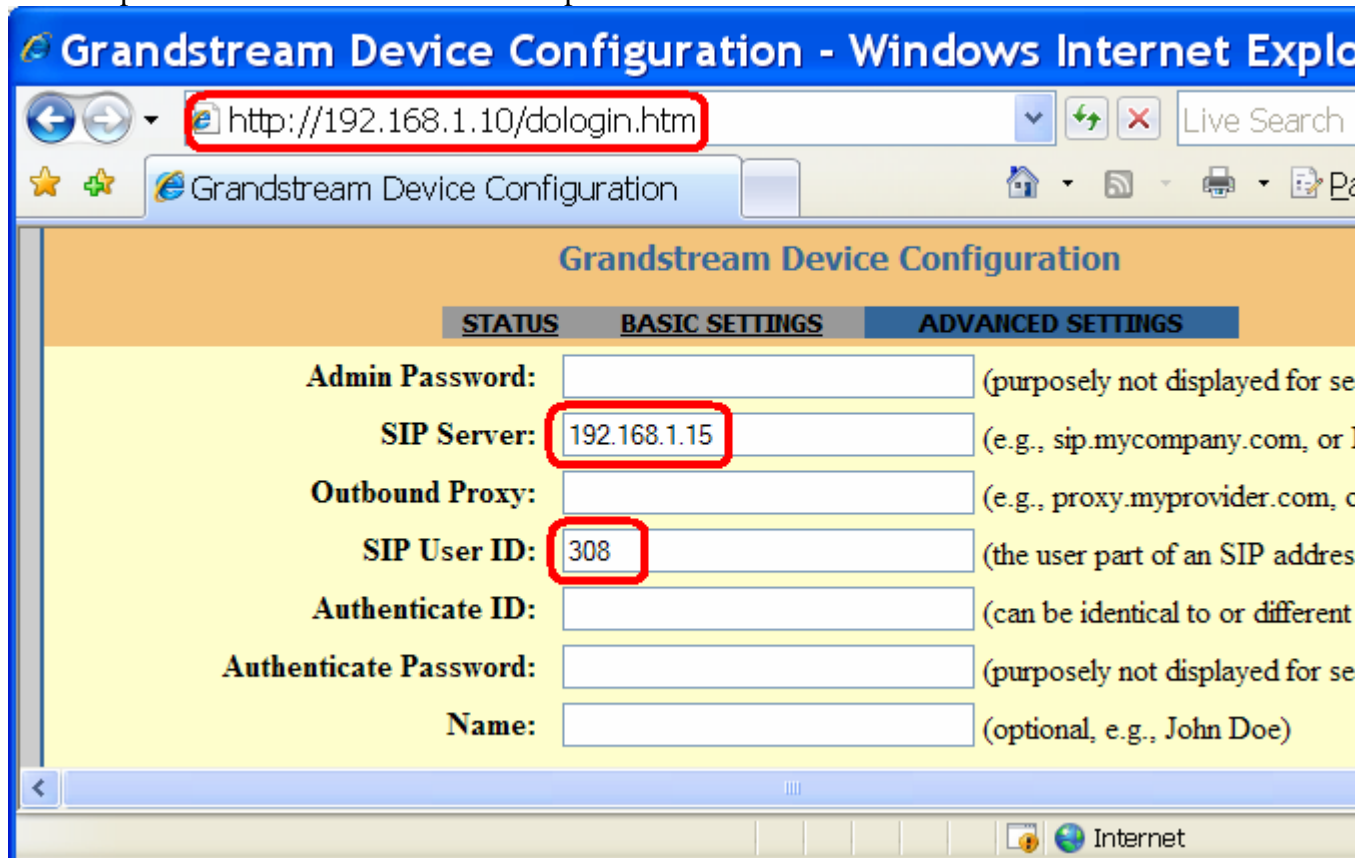 Grandstream Device Configuration - Windows Internet Explo
http://192.168.1.10/dologin.htm
Live Search
Grandstream Device Configuration
Grandstream Device Configuration
STATUS BASIC SETTINGS ADVANCED SETTINGS
Admin Password: (purposely not displayed for se
SIP Server: 192.168.1.15 (e.g., sip.mycompany.com, or
Outbound Proxy: (e.g., proxy.myprovider.com,
SIP User ID: 308 (the user part of an SIP addres
Authenticate ID: (can be identical to or different
Authenticate Password: (purposely not displayed for se
Name: (optional, e.g., John Doe)
Internet